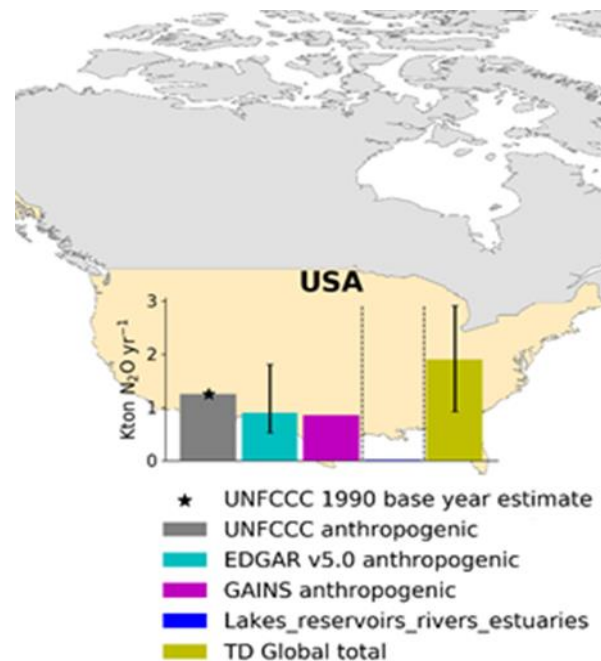 USA
3
2
1
0
Kton N₂O yr⁻¹
★ UNFCCC 1990 base year estimate
UNFCCC anthropogenic
EDGAR v5.0 anthropogenic
GAINS anthropogenic
Lakes_reservoirs_rivers_estuaries
TD Global total